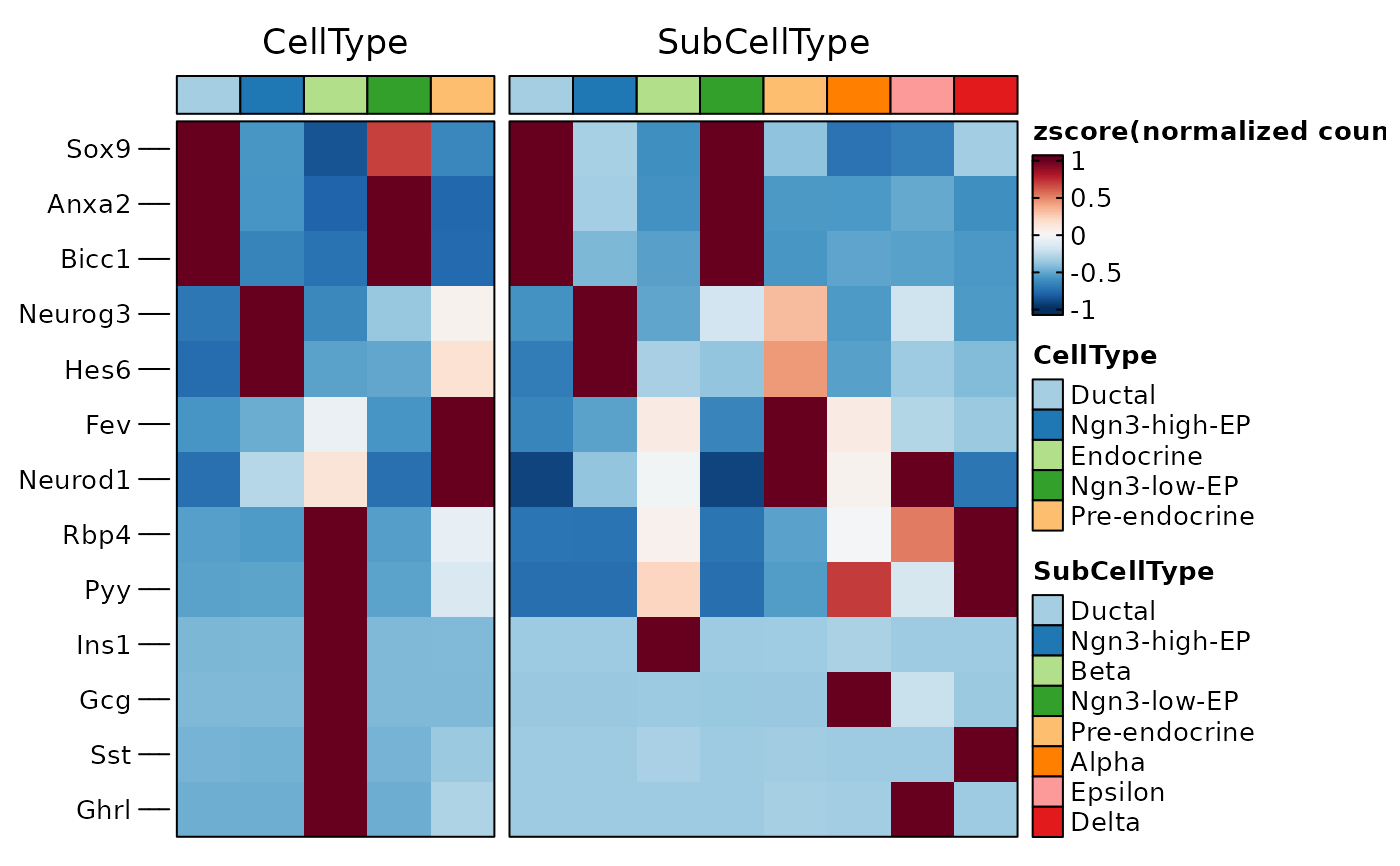 CellType
SubCellType
Sox9
Anxa2
Bicc1
Neurog3
Hes6
Fev
Neurod1
Rbp4
Pyy
Ins1
Gcg
Sst
Ghrl
zscore(normalized coun
1
0.5
0
-0.5
-1
CellType
Ductal
Ngn3-high-EP
Endocrine
Ngn3-low-EP
Pre-endocrine
SubCellType
Ductal
Ngn3-high-EP
Beta
Ngn3-low-EP
Pre-endocrine
Alpha
Epsilon
Delta